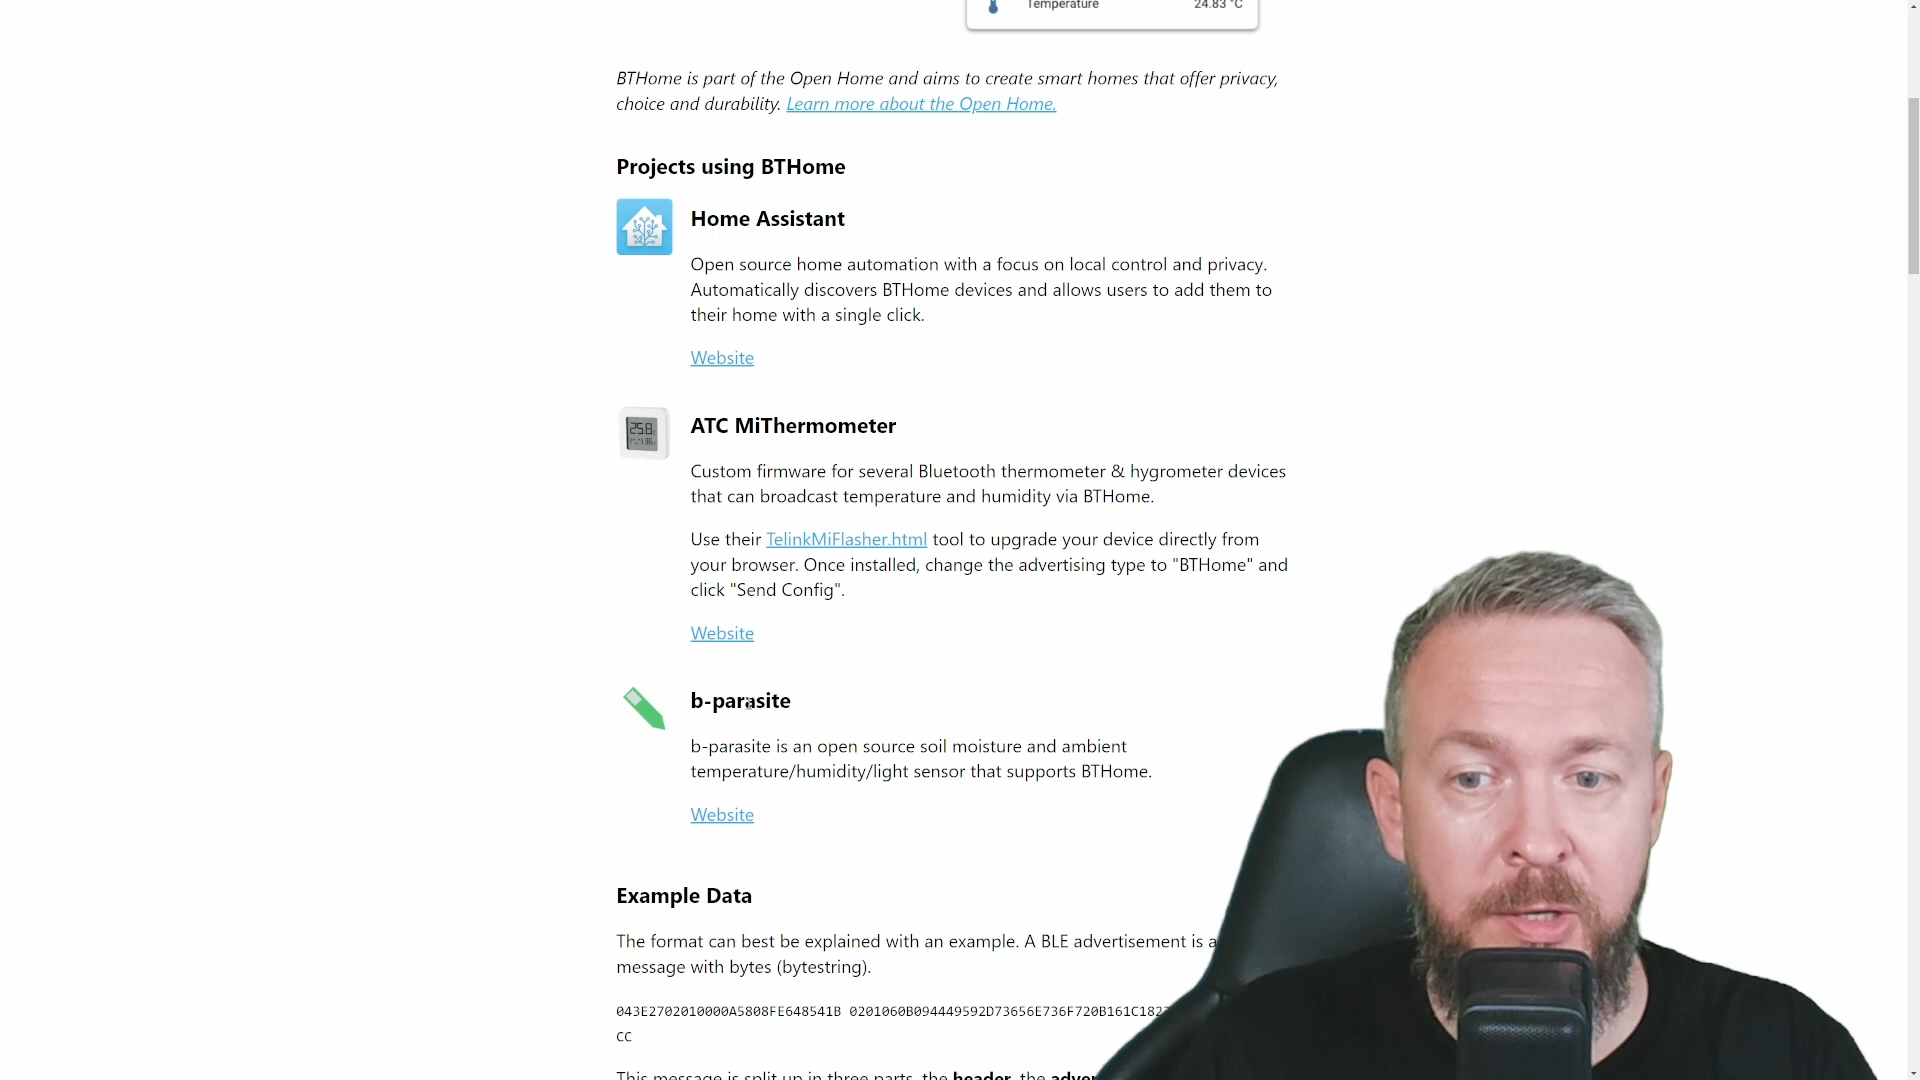 Temperature 24.83 °C
BTHome is part of the Open Home and aims to create smart homes that offer privacy,
choice and durability. Learn more about the Open Home.
Projects using BTHome
Home Assistant
Open source home automation with a focus on local control and privacy.
Automatically discovers BTHome devices and allows users to add them to
their home with a single click.
Website
25.8
ATC MiThermometer
Custom firmware for several Bluetooth thermometer & hygrometer devices
that can broadcast temperature and humidity via BTHome.
Use their TelinkMiFlasher.html tool to upgrade your device directly from
your browser. Once installed, change the advertising type to "BTHome" and
click "Send Config".
Website
b-parasite
b-parasite is an open source soil moisture and ambient
temperature/humidity/light sensor that supports BTHome.
Website
Example Data
The format can best be explained with an example. A BLE advertisement is a
message with bytes (bytestring).
043E2702010000A5808FE648541B 0201060B094449592D73656E736F720B161C182
CC
This message is split up in three parts, the header, the